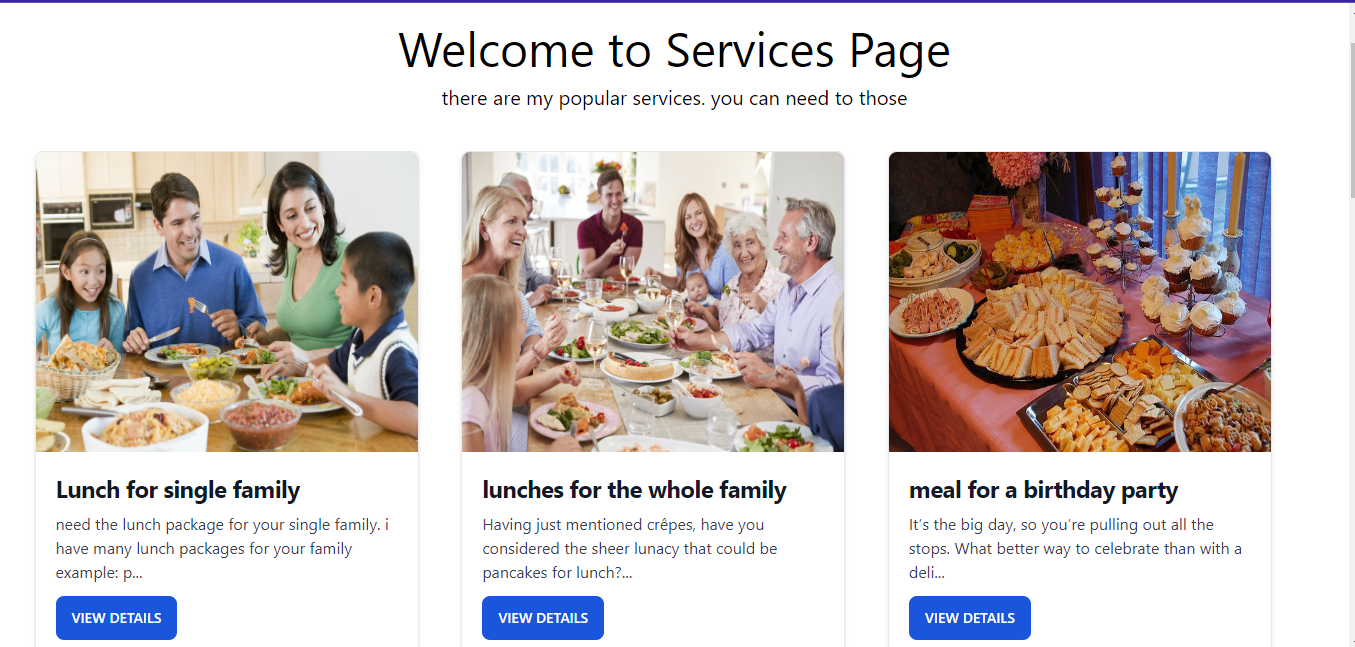 Welcome to Services Page
there are my popular services. you can need to those
Lunch for single family
need the lunch package for your single family. i
have many lunch packages for your family
example: p...
VIEW DETAILS
lunches for the whole family
Having just mentioned crêpes, have you
considered the sheer lunacy that could be
pancakes for lunch?...
VIEW DETAILS
meal for a birthday party
It’s the big day, so you’re pulling out all the
stops. What better way to celebrate than with a
deli...
VIEW DETAILS